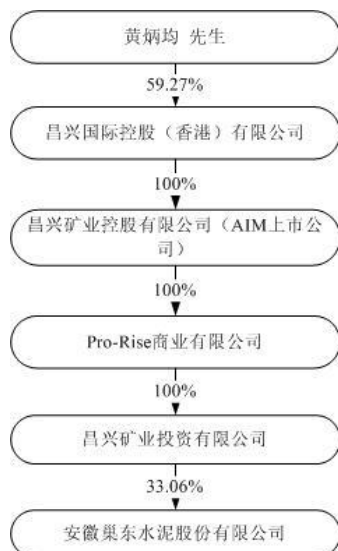 黄炳均 先生
59.27%
昌兴国际控股（香港）有限公司
100%
昌兴矿业控股有限公司（AIM上市公
司）
100%
Pro-Rise商业有限公司
100%
昌兴矿业投资有限公司
33.06%
安徽巢东水泥股份有限公司